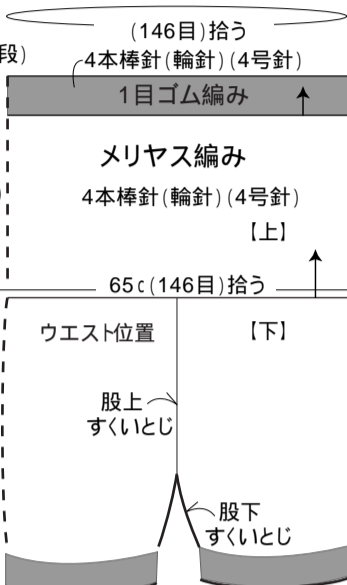 (146目)拾う
段)
4本棒針(輪針)(4号針)
1目ゴム編み
メリヤス編み
4本棒針(輪針)(4号針)
【上】
65c(146目)拾う
ウエスト位置
【下】
股上
すくいとじ
股下
すくいとじ